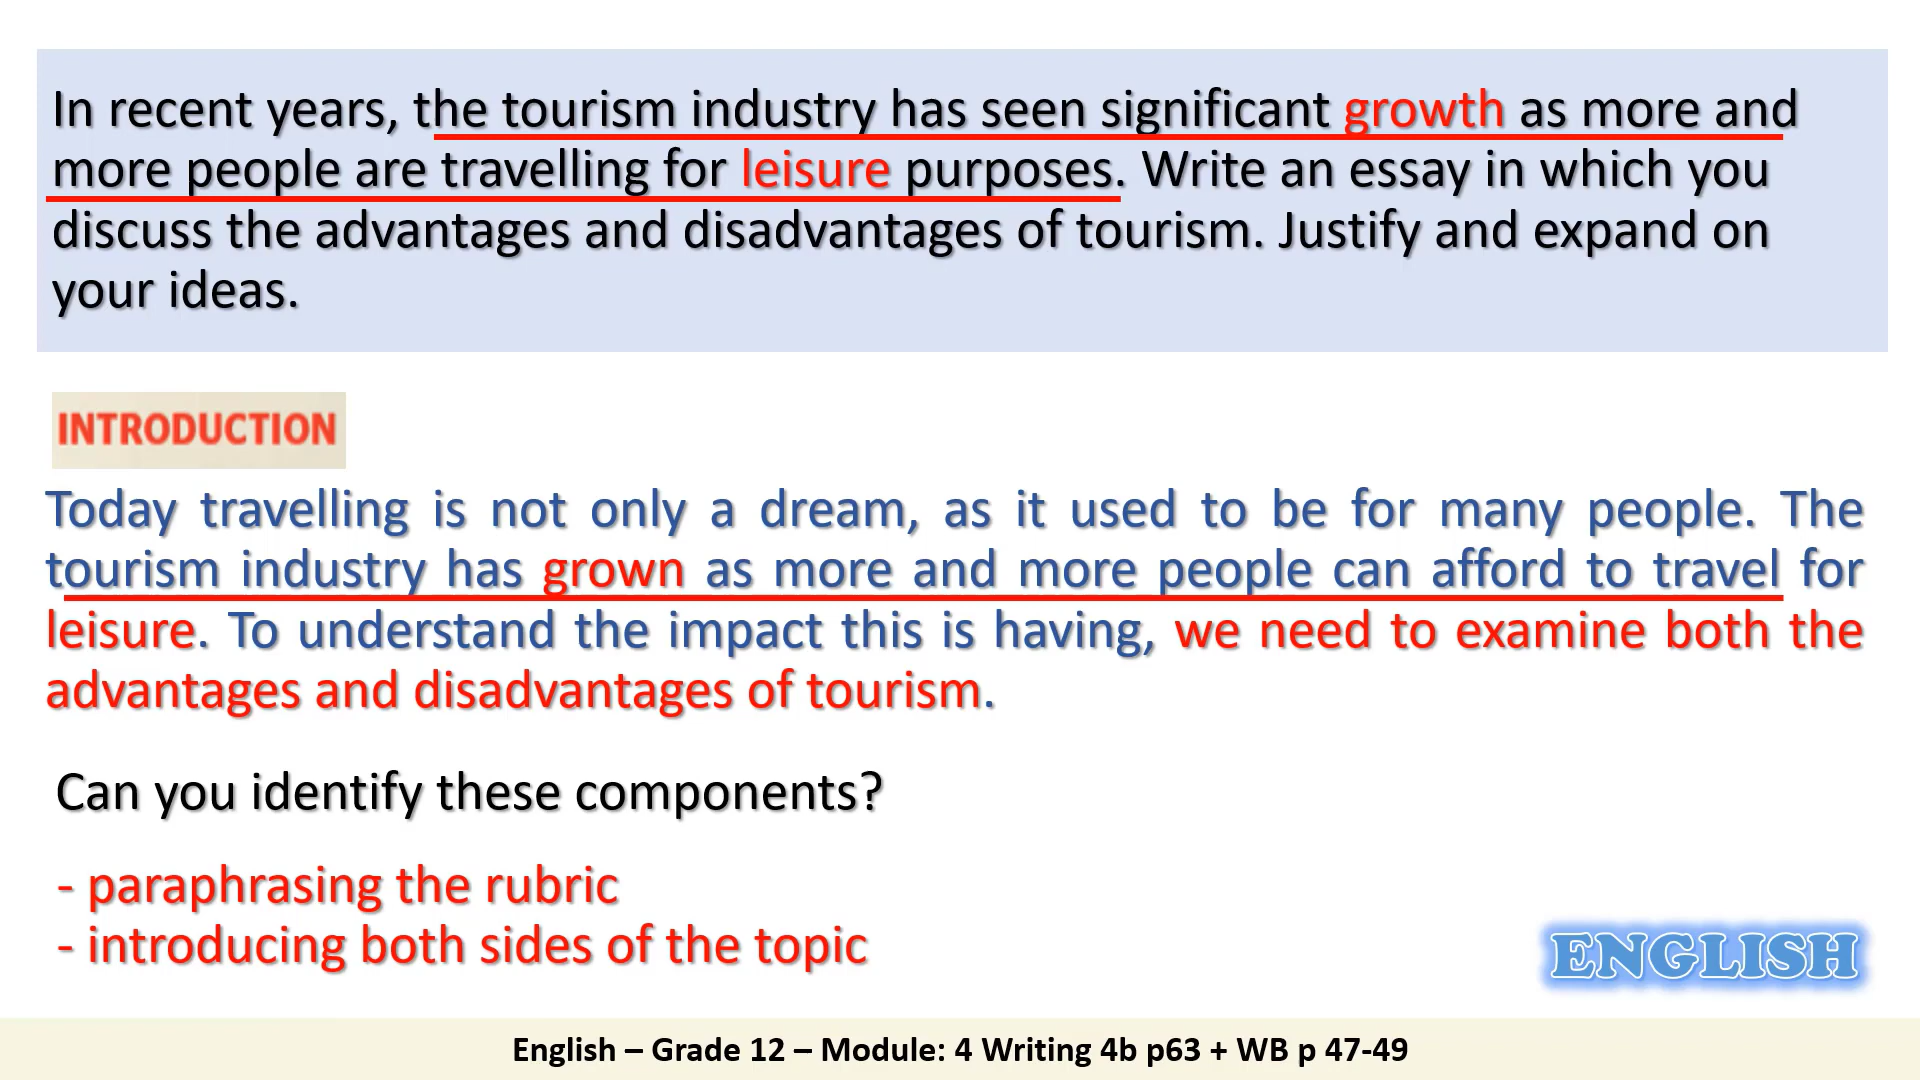 In recent years, the tourism industry has seen significant growth as more and
more people are travelling for leisure purposes. Write an essay in which you
discuss the advantages and disadvantages of tourism. Justify and expand on
your ideas.
INTRODUCTION
Today travelling is not only a dream, as it used to be for many people. The
tourism industry has grown as more and more people can afford to travel for
leisure. To understand the impact this is having, we need to examine both the
advantages and disadvantages of tourism.
Can you identify these components?
- paraphrasing the rubric
- introducing both sides of the topic
ENGLISH
English – Grade 12 – Module: 4 Writing 4b p63 + WB p 47-49